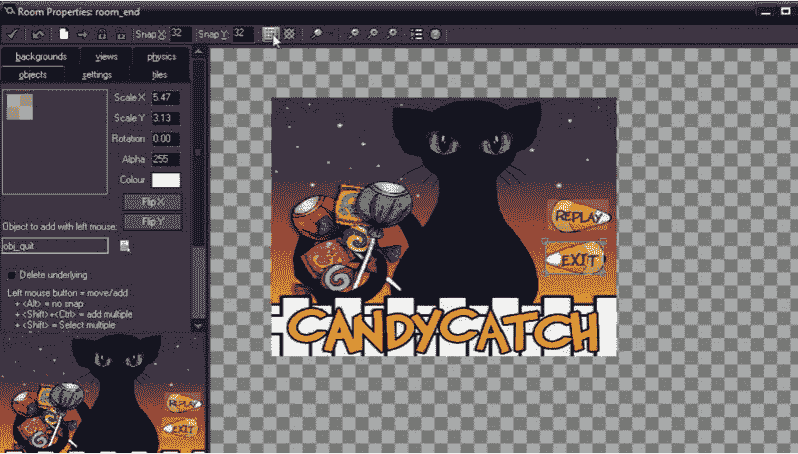 Room Properties: room_end
Snap X: 32 Snap Y: 32
backgrounds views physics
objects settings tiles
Scale X 5.47
Scale Y 3.13
Rotation 0.00
Alpha 255
Colour
Flip X
Flip Y
Object to add with left mouse:
obj_quit
Delete underlying
Left mouse button = move/add
+ <Alt> = no snap
+ <Shift>+<Ctrl> = add multiple
+ <Shift> = Select multiple
REPLAY
EXIT
CANDYCATCH
REPLAY
EXIT